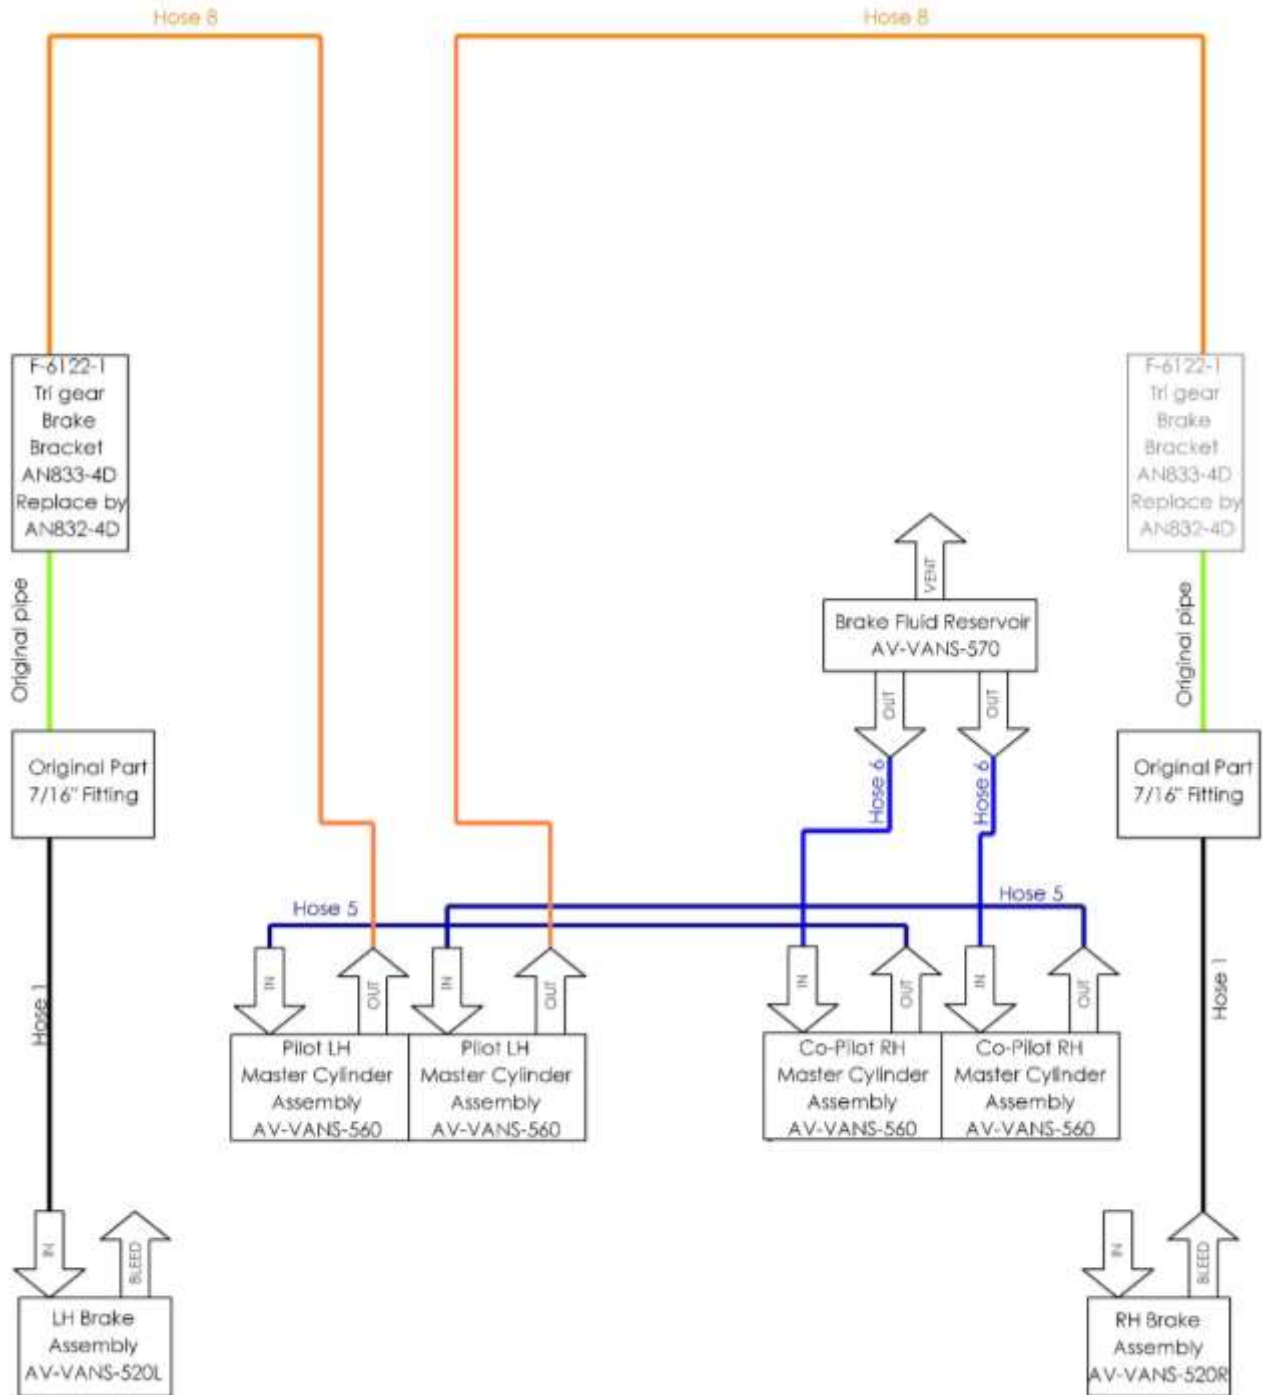 Hose 8
Hose 8
F-6122-1
Tri gear
Brake
Bracket
AN833-4D
Replace by
AN832-4D
F-6122-1
Tri gear
Brake
Bracket
AN833-4D
Replace by
AN832-4D
VENT
Brake Fluid Reservoir
AV-VANS-570
OUT
OUT
Original pipe
Original pipe
Original Part
7/16" Fitting
Hose 6
Hose 6
Original Part
7/16" Fitting
Hose 5
Hose 5
Hose 1
IN
OUT
IN
OUT
IN
OUT
IN
OUT
Hose 1
Pilot LH
Master Cylinder
Assembly
AV-VANS-560
Pilot LH
Master Cylinder
Assembly
AV-VANS-560
Co-Pilot RH
Master Cylinder
Assembly
AV-VANS-560
Co-Pilot RH
Master Cylinder
Assembly
AV-VANS-560
IN
BLEED
IN
BLEED
LH Brake
Assembly
AV-VANS-520L
RH Brake
Assembly
AV-VANS-520R